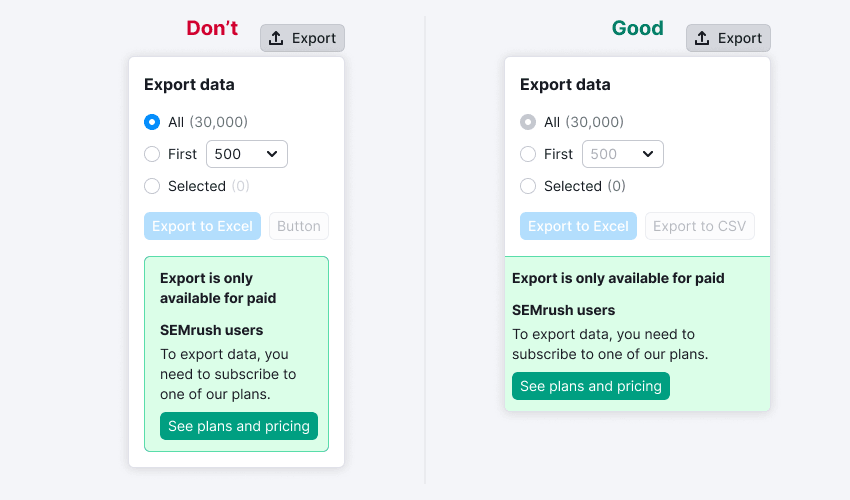 Don’t
Export
Export data
All (30,000)
First 500
Selected (0)
Export to Excel Button
Export is only
available for paid
SEMrush users
To export data, you
need to subscribe to
one of our plans.
See plans and pricing
Good
Export
Export data
All (30,000)
First 500
Selected (0)
Export to Excel Export to CSV
Export is only available for paid
SEMrush users
To export data, you need to
subscribe to one of our plans.
See plans and pricing